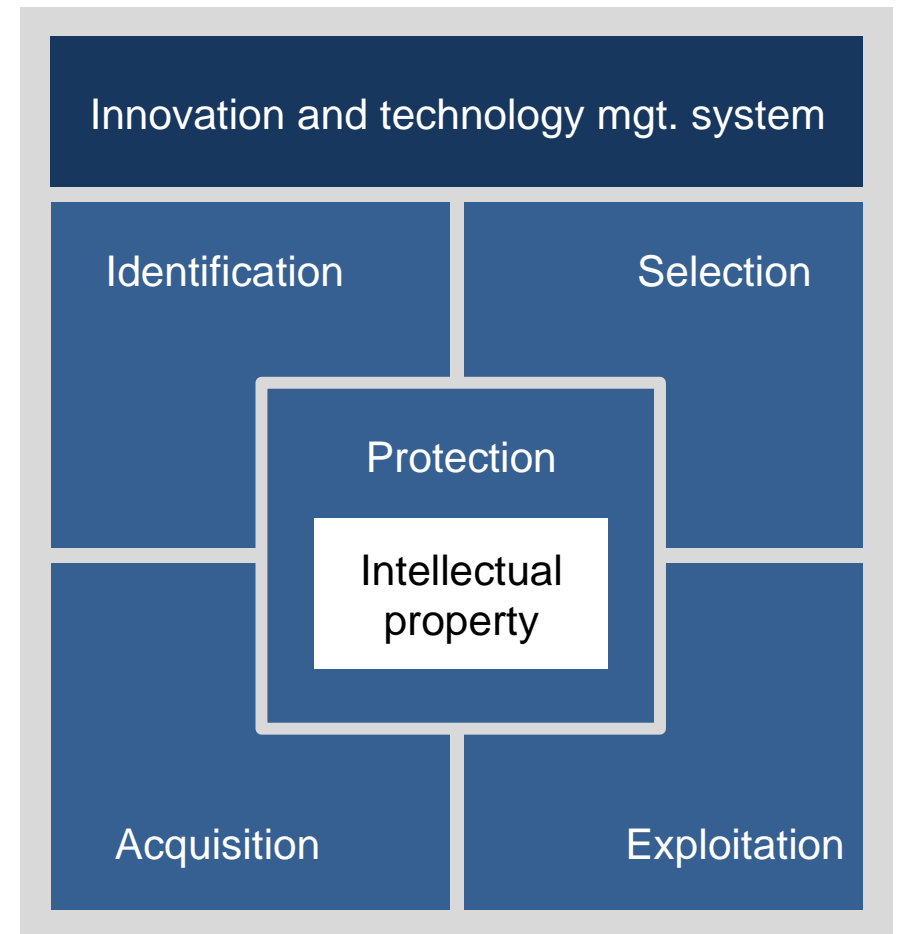 Innovation and technology mgt. system
Identification
Selection
Protection
Intellectual
property
Acquisition
Exploitation